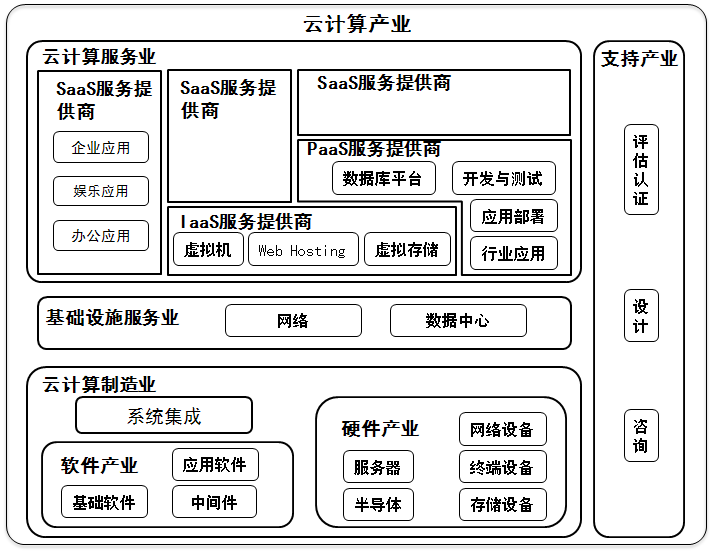 云计算产业
云计算服务业
SaaS服务提
供商
企业应用
娱乐应用
办公应用
SaaS服务提
供商
SaaS服务提供商
PaaS服务提供商
数据库平台
开发与测试
应用部署
行业应用
IaaS服务提供商
虚拟机
Web Hosting
虚拟存储
基础设施服务业
网络
数据中心
云计算制造业
系统集成
软件产业
应用软件
基础软件
中间件
硬件产业
网络设备
服务器
终端设备
半导体
存储设备
支持产业
评
估
认
证
设
计
咨
询